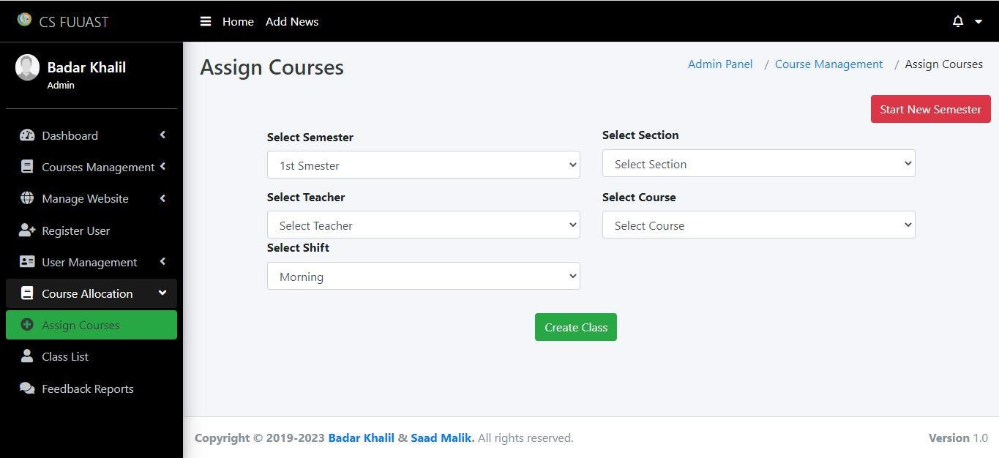 CS FUUAST
Home Add News
Badar Khalil
Admin
Dashboard
Courses Management
Manage Website
Register User
User Management
Course Allocation
Assign Courses
Class List
Feedback Reports
Assign Courses
Admin Panel / Course Management / Assign Courses
Start New Semester
Select Semester
1st Smester
Select Section
Select Section
Select Teacher
Select Teacher
Select Course
Select Course
Select Shift
Morning
Create Class
Copyright © 2019-2023 Badar Khalil & Saad Malik. All rights reserved.
Version 1.0